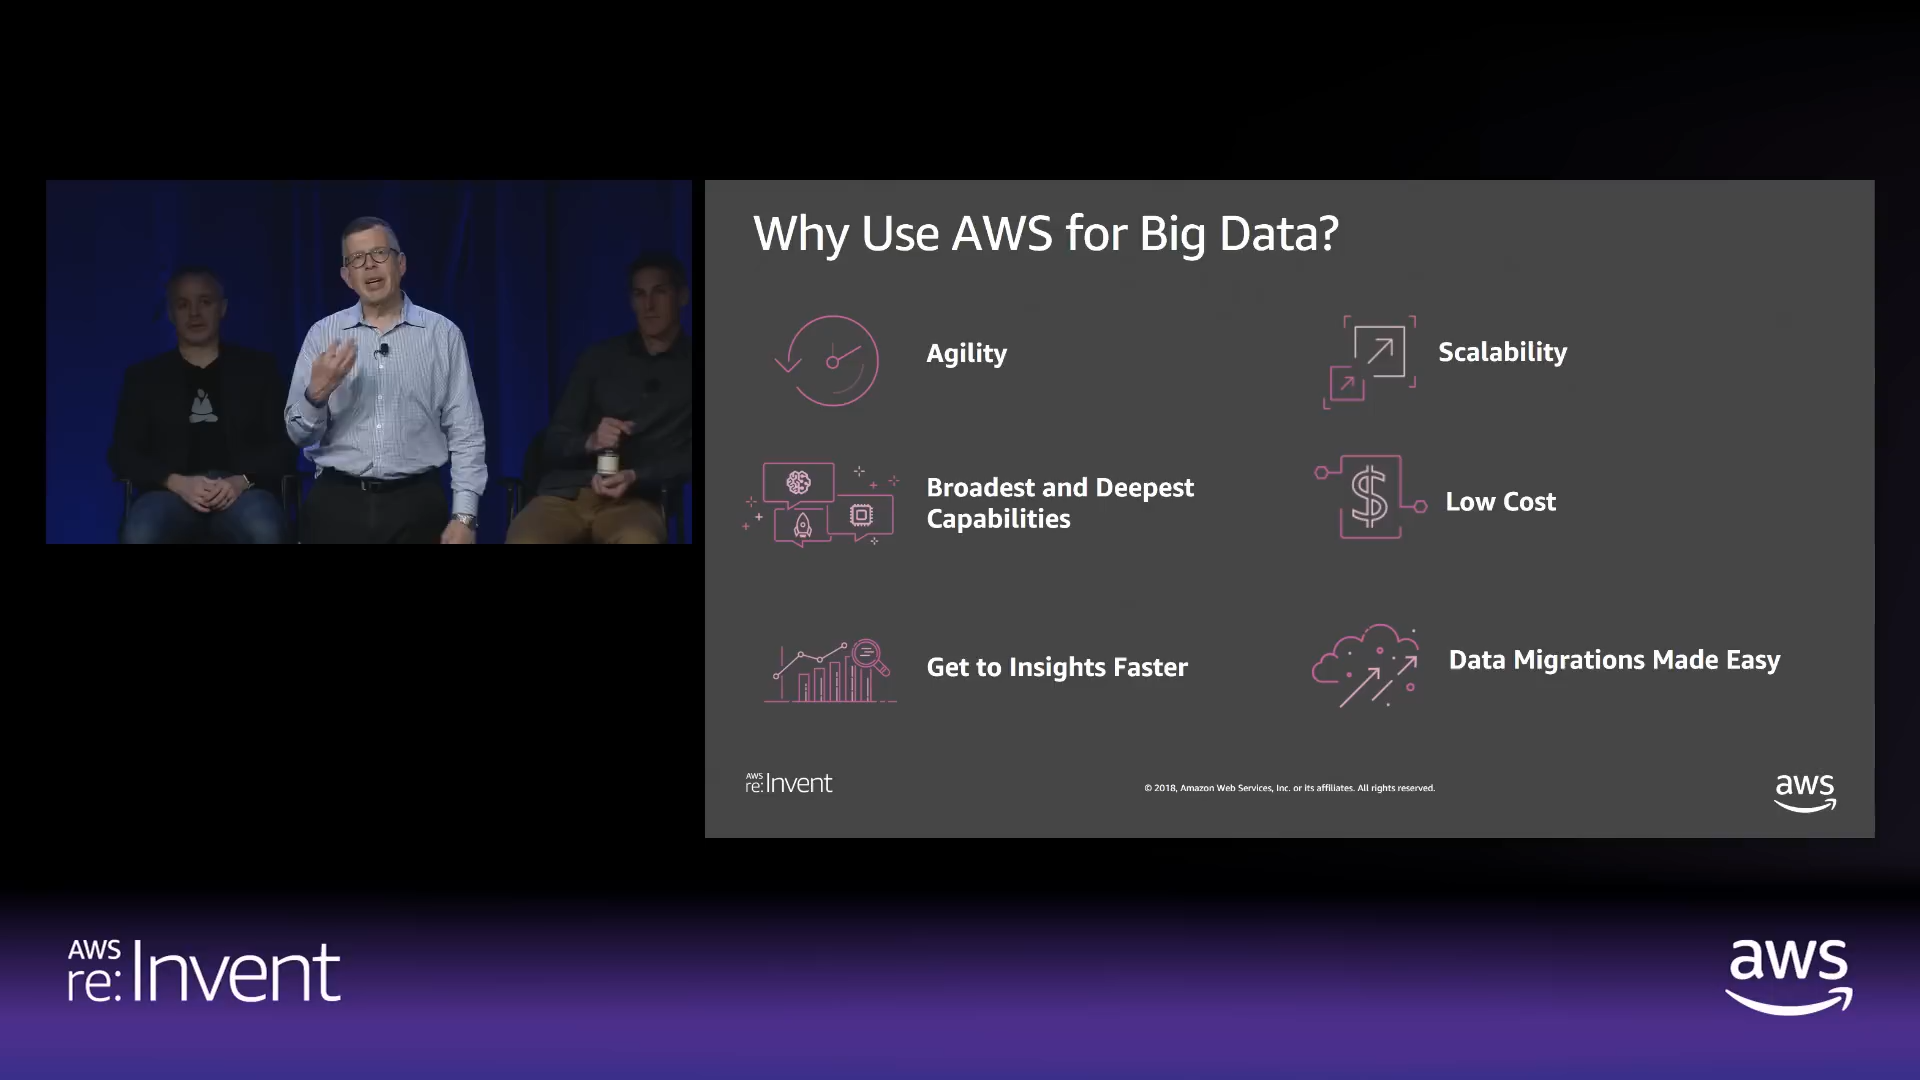 Why Use AWS for Big Data?
Agility
Scalability
Broadest and Deepest
Capabilities
Low Cost
Get to Insights Faster
Data Migrations Made Easy
AWS
re:Invent
© 2018, Amazon Web Services, Inc. or its affiliates. All rights reserved.
aws
AWS
re:Invent
aws